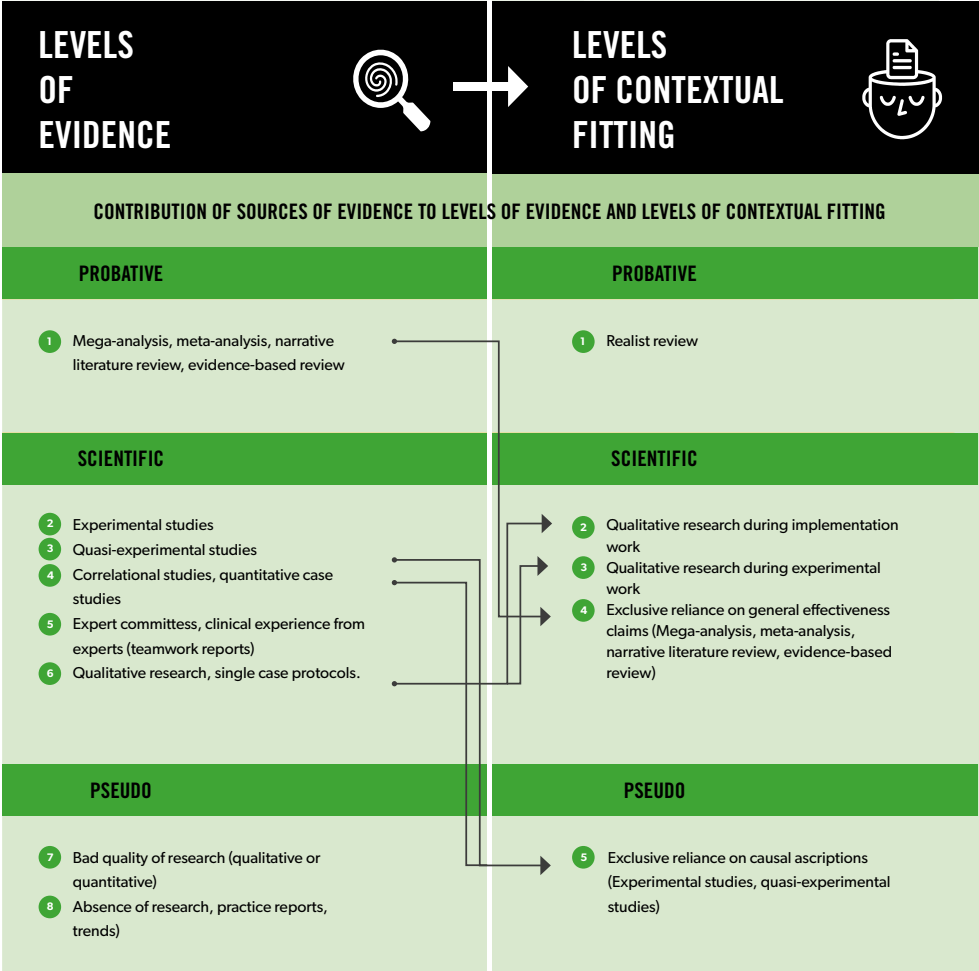 LEVELS
OF
EVIDENCE
LEVELS
OF CONTEXTUAL
FITTING
CONTRIBUTION OF SOURCES OF EVIDENCE TO LEVELS OF EVIDENCE AND LEVELS OF CONTEXTUAL FITTING
PROBATIVE
1 Mega-analysis, meta-analysis, narrative
literature review, evidence-based review
SCIENTIFIC
2 Experimental studies
3 Quasi-experimental studies
4 Correlational studies, quantitative case
studies
5 Expert committess, clinical experience from
experts (teamwork reports)
6 Qualitative research, single case protocols.
PSEUDO
7 Bad quality of research (qualitative or
quantitative)
8 Absence of research, practice reports,
trends)
PROBATIVE
1 Realist review
SCIENTIFIC
2 Qualitative research during implementation
work
3 Qualitative research during experimental
work
4 Exclusive reliance on general effectiveness
claims (Mega-analysis, meta-analysis,
narrative literature review, evidence-based
review)
PSEUDO
5 Exclusive reliance on causal ascriptions
(Experimental studies, quasi-experimental
studies)